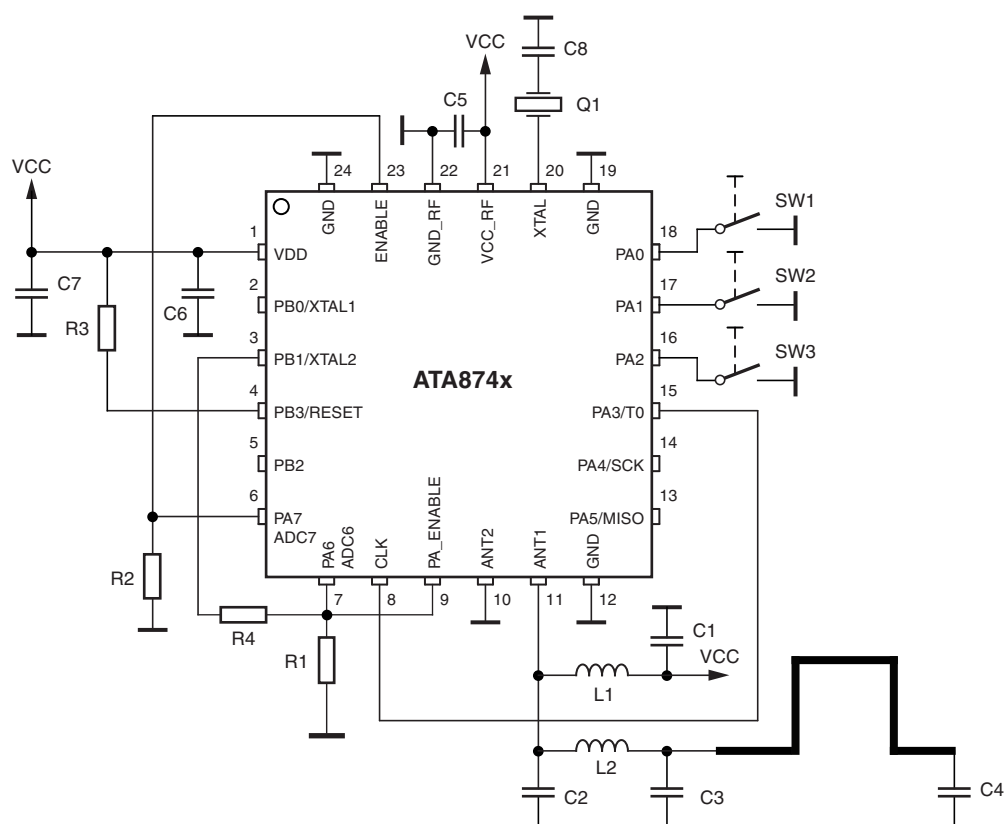 VCC
C8
C5
Q1
VCC
24
23
22
21
20
19
GND
ENABLE
GND_RF
VCC_RF
XTAL
GND
1
VDD
18
PA0
SW1
C7
C6
2
PB0/XTAL1
17
PA1
SW2
R3
3
PB1/XTAL2
16
PA2
SW3
ATA874x
4
PB3/RESET
15
PA3/T0
5
PB2
14
PA4/SCK
6
PA7
ADC7
13
PA5/MISO
PA6
ADC6
CLK
PA_ENABLE
ANT2
ANT1
GND
R2
7
8
9
10
11
12
R4
R1
C1
VCC
L1
L2
C2
C3
C4